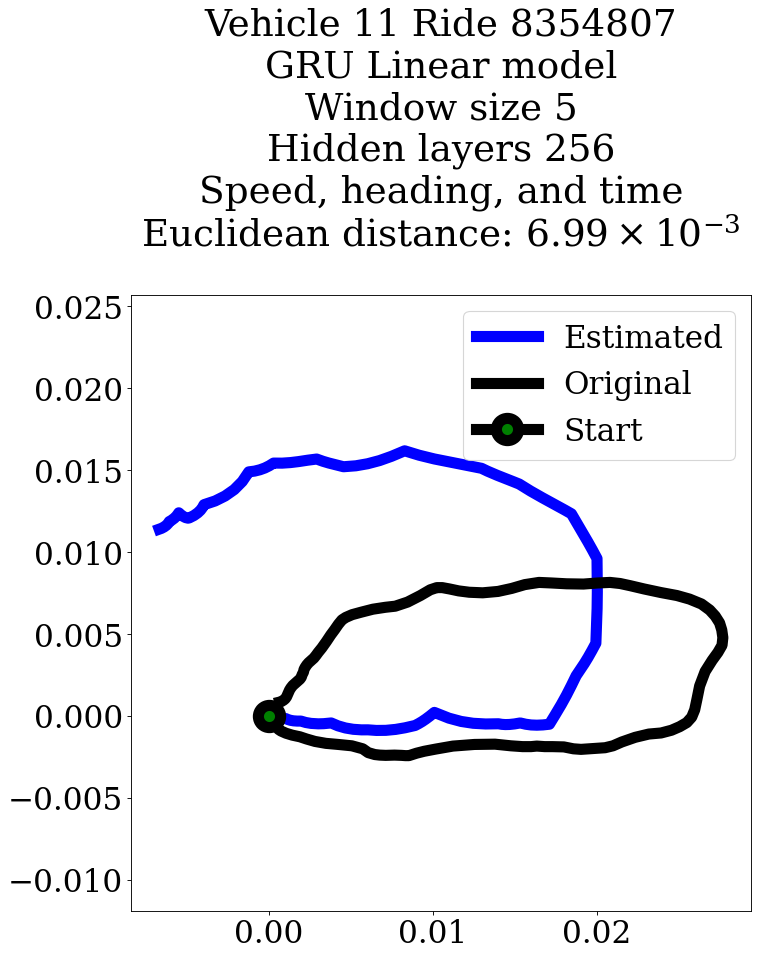 Vehicle 11 Ride 8354807
GRU Linear model
Window size 5
Hidden layers 256
Speed, heading, and time
Euclidean distance: 6.99 × 10⁻³
Estimated
Original
Start
0.025
0.020
0.015
0.010
0.005
0.000
−0.005
−0.010
0.00 0.01 0.02